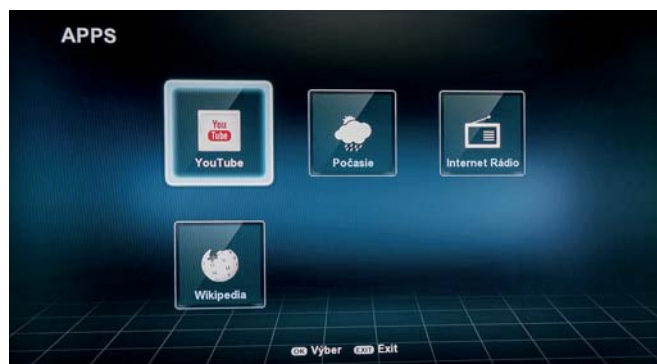 APPS
You
Tube
YouTube
Počasie
Internet Rádio
Wikipedia
OK Výber EXIT Exit